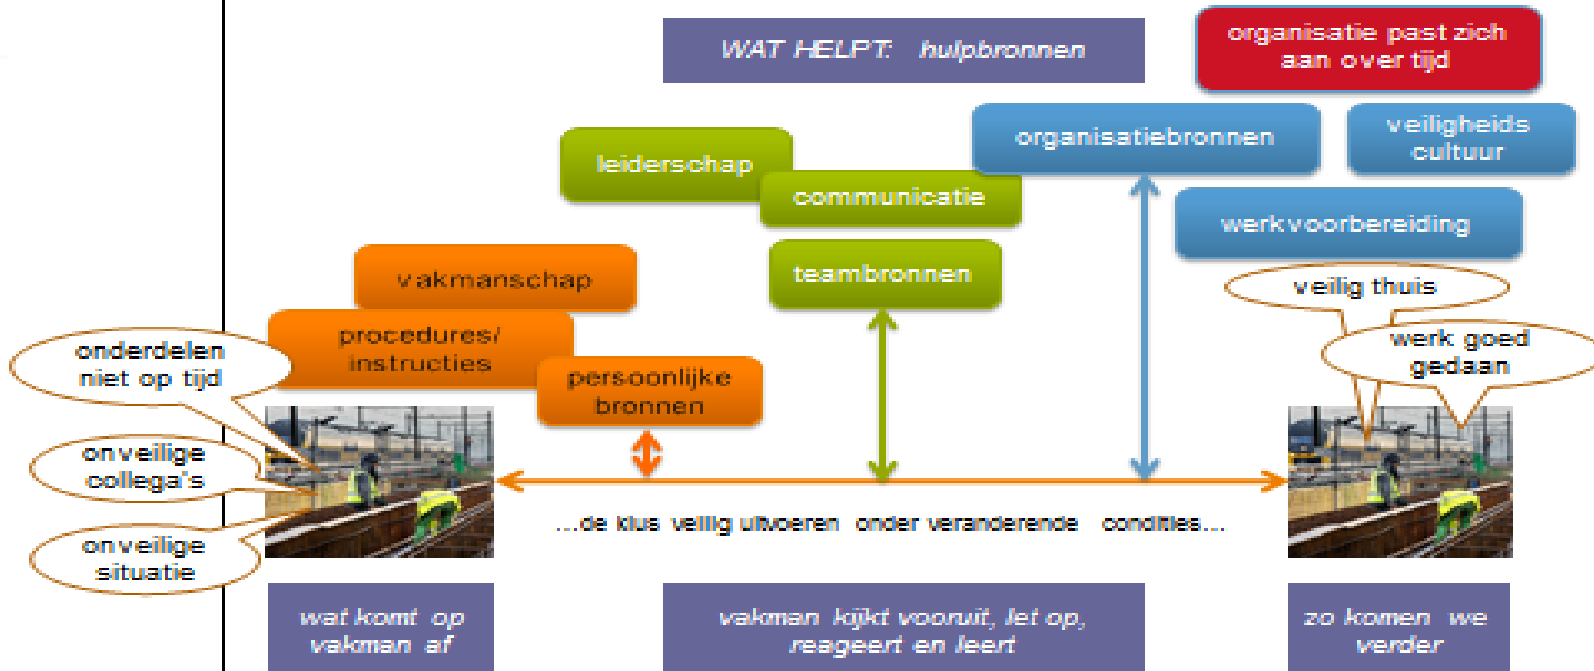 WAT HELPT: hulpbronnen
organisatie past zich
aan over tijd
organisatiebronnen
veiligheids
cultuur
leiderschap
communicatie
werkvoorbereiding
vakmanschap
teambronnen
veilig thuis
procedures/
instructies
onderdelen
niet op tijd
werk goed
gedaan
persoonlijke
bronnen
onveilige
collega's
...de klus veilig uitvoeren onder veranderende condities...
onveilige
situatie
wat komt op
vakman af
vakman kijkt vooruit, let op,
reageert en leert
zo komen we
verder